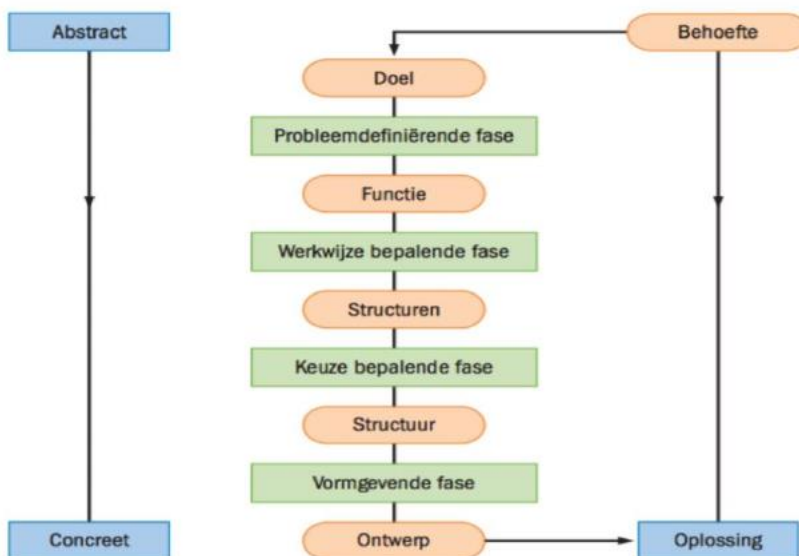 Abstract
Behoefte
Doel
Probleemdefiniërende fase
Functie
Werkwijze bepalende fase
Structuren
Keuze bepalende fase
Structuur
Vormgevende fase
Concreet
Ontwerp
Oplossing